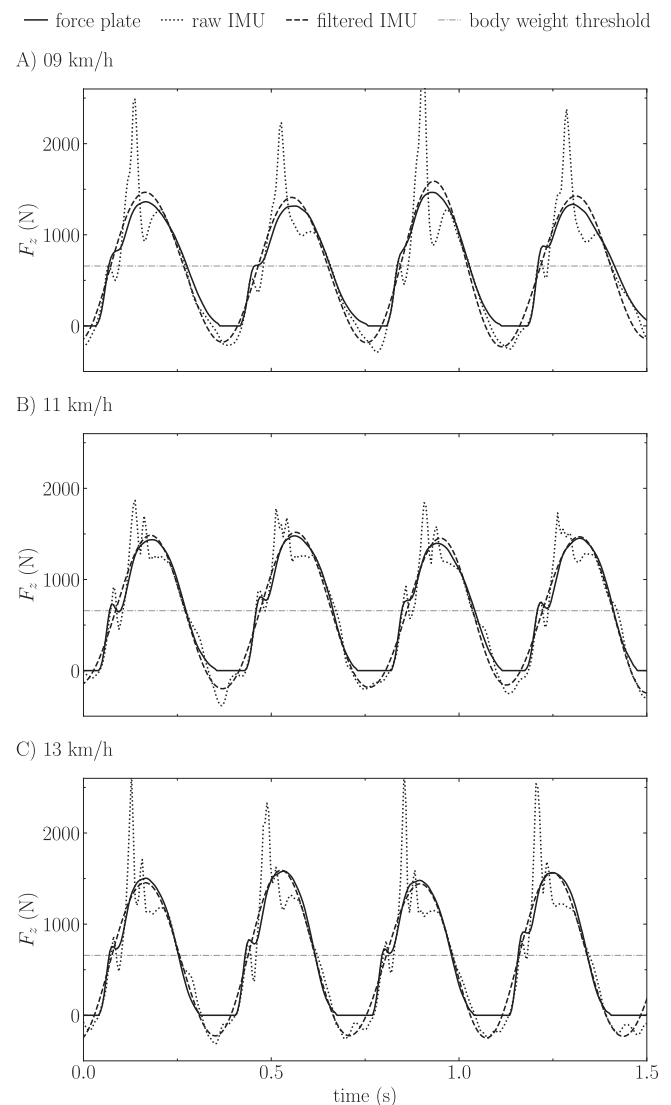 force plate raw IMU filtered IMU body weight threshold
A) 09 km/h
2000
1000
0
F_z (N)
B) 11 km/h
2000
1000
0
F_z (N)
C) 13 km/h
2000
1000
0
F_z (N)
0.0 0.5 1.0 1.5
time (s)